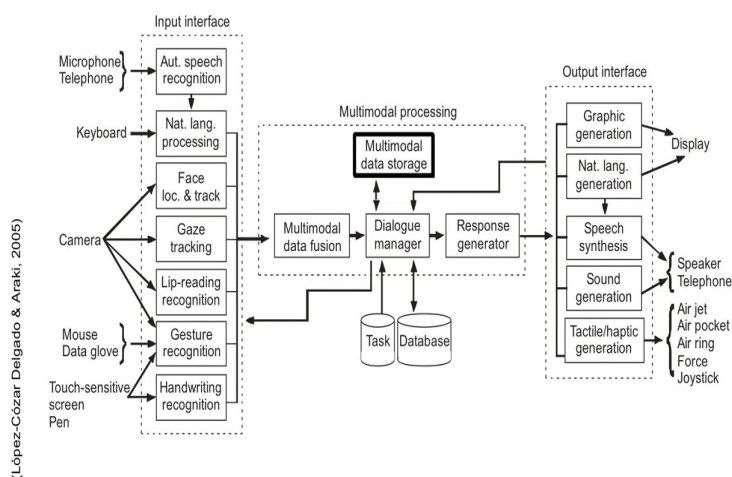 Input interface
Microphone
Telephone
Aut. speech
recognition
Keyboard
Nat. lang.
processing
Face
loc. & track
Camera
Gaze
tracking
Lip-reading
recognition
Mouse
Data glove
Gesture
recognition
Touch-sensitive
screen
Pen
Handwriting
recognition
Multimodal processing
Multimodal
data storage
Multimodal
data fusion
Dialogue
manager
Response
generator
Task
Database
Output interface
Graphic
generation
Nat. lang.
generation
Display
Speech
synthesis
Sound
generation
Speaker
Telephone
Tactile/haptic
generation
Air jet
Air pocket
Air ring
Force
Joystick
(López-Cózar Delgado & Araki, 2005)